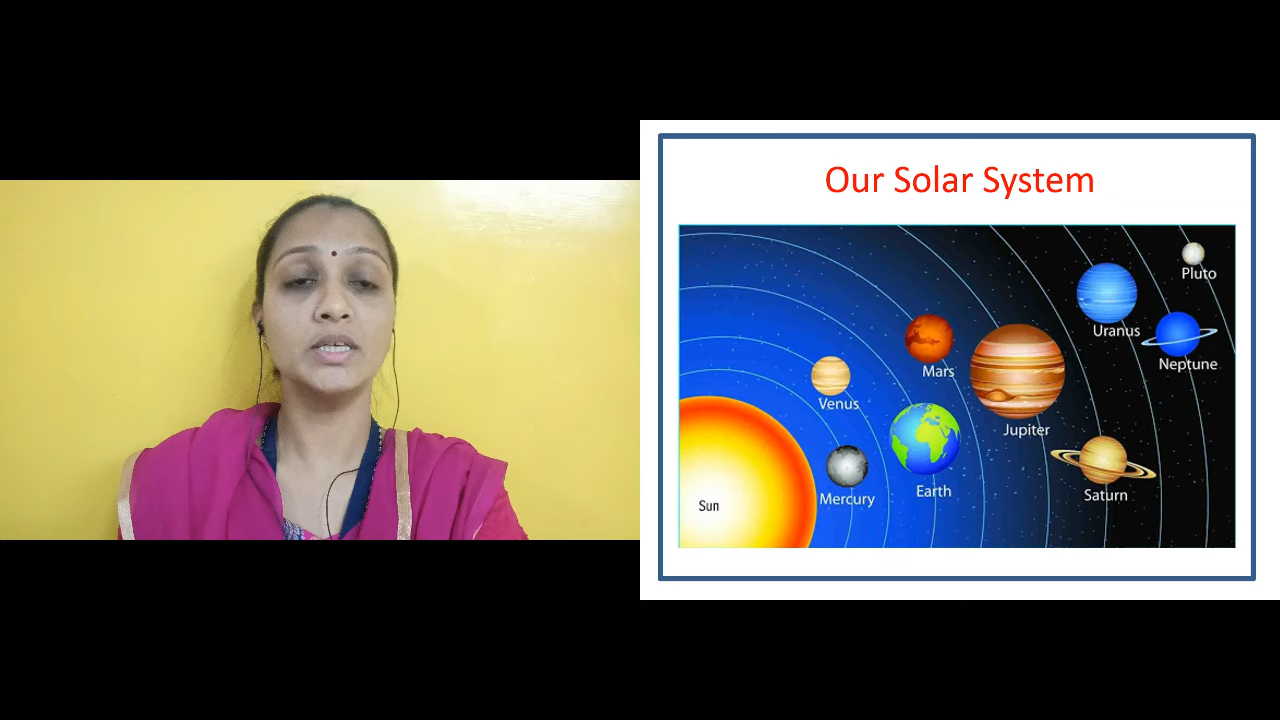 Our Solar System
Pluto
Uranus
Neptune
Mars
Venus
Jupiter
Mercury
Earth
Saturn
Sun